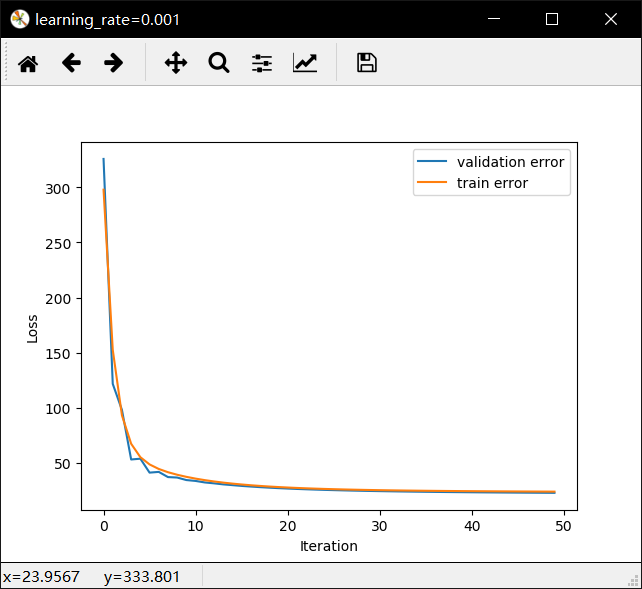 learning_rate=0.001
validation error
train error
300
250
200
150
100
50
Loss
0 10 20 30 40 50
Iteration
x=23.9567 y=333.801